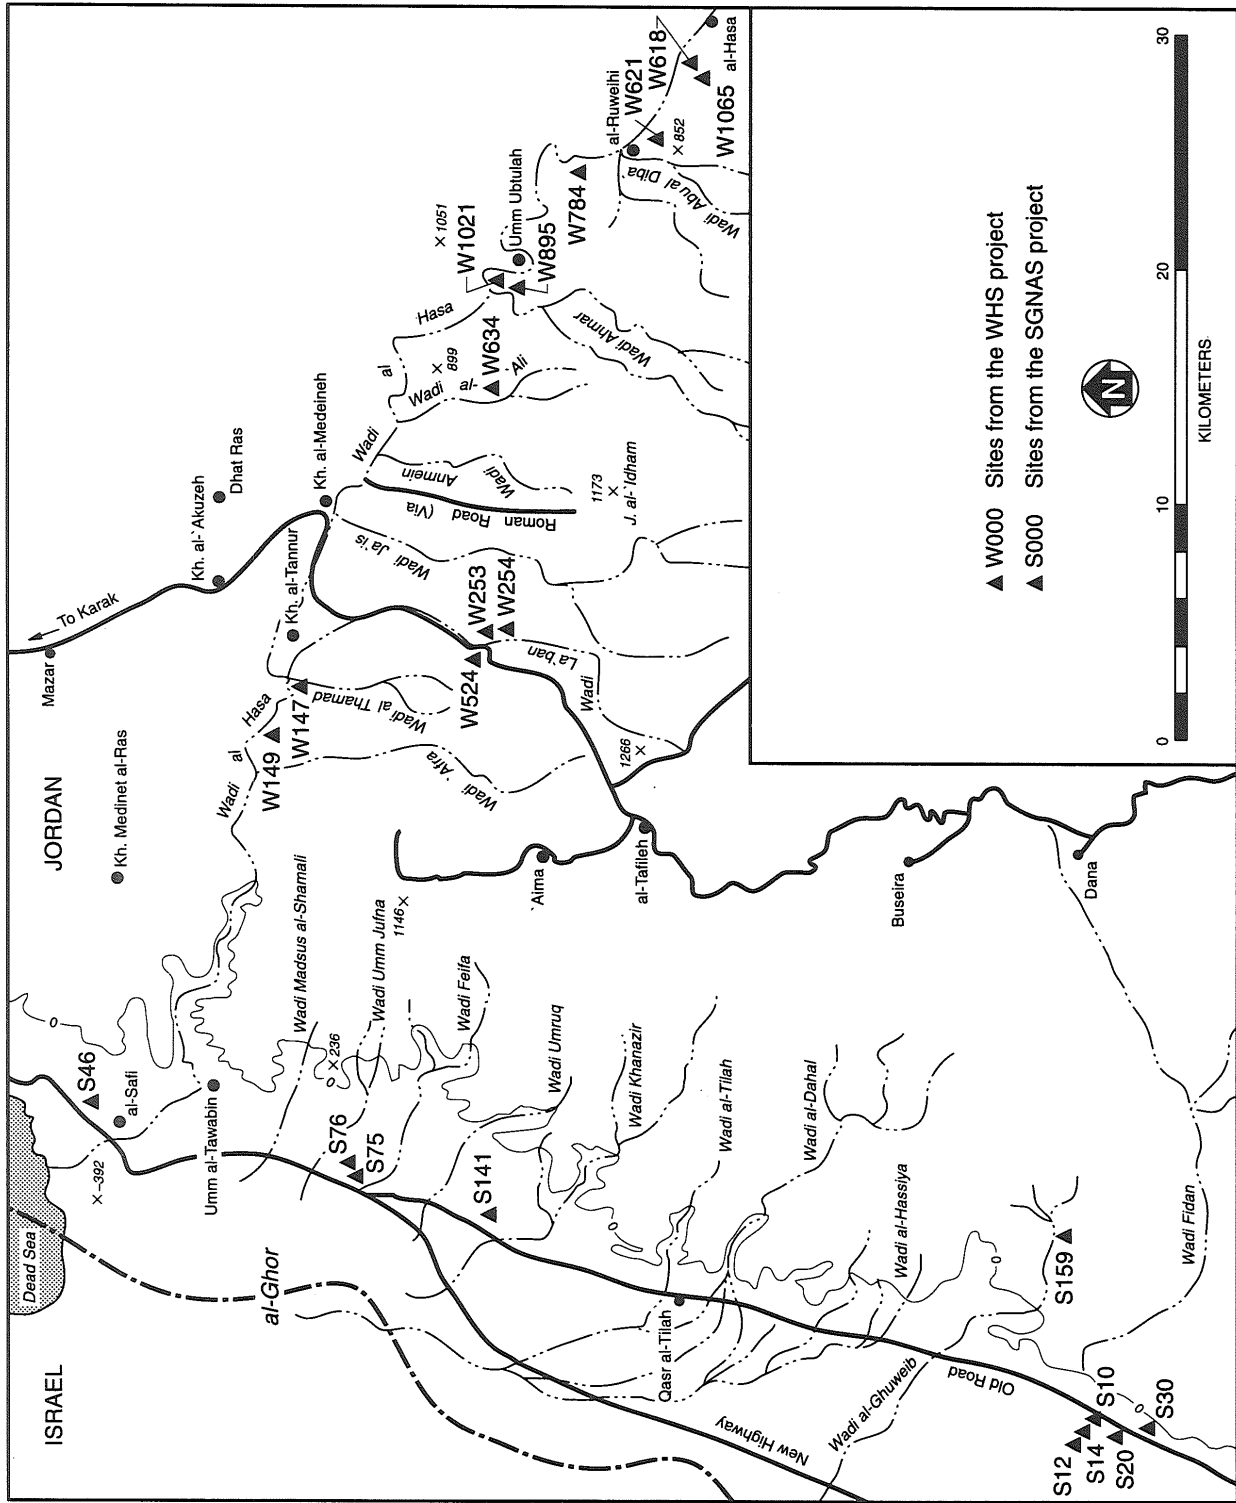 ISRAEL
JORDAN
Dead Sea
× –392
S46
al-Safi
Umm al-Tawabin
al-Ghor
0
Kh. Medinet al-Ras
Mazar
To Karak
Kh. al-`Akuzeh
Dhat Ras
Kh. al-Tannur
Kh. al-Medeineh
Wadi al Hasa
W149
W147
Wadi al Thamad
Wadi `Afra
Wadi Madsus al-Shamali
0 × 236
Wadi Umm Jufna
1146 ×
Wadi Feifa
S76
S75
S141
Wadi Umruq
Wadi Khanazir
0
Wadi al-Tilah
Qasr al-Tilah
Wadi al-Dahal
Wadi al-Hassiya
Wadi al-Ghuweib
New Highway
Old Road
0
S159
Wadi Fidan
S12
S14
S10
S20
S30
0
`Aima
al-Tafileh
Buseira
Dana
1266 ×
Wadi La`ban
W524
W253
W254
Wadi Ja`is
Roman Road (Via
Wadi Anmein
1173 ×
J. al-`Idham
Wadi al Hasa
Wadi al-Ali
W634
× 899
× 1051
W1021
W895
Umm Ubtulah
Wadi Ahmar
W784
al-Ruweihi
W621
× 852
Wadi Abu al Diba`
W618
W1065
al-Hasa
W000 Sites from the WHS project
S000 Sites from the SGNAS project
N
0 10 20 30
KILOMETERS